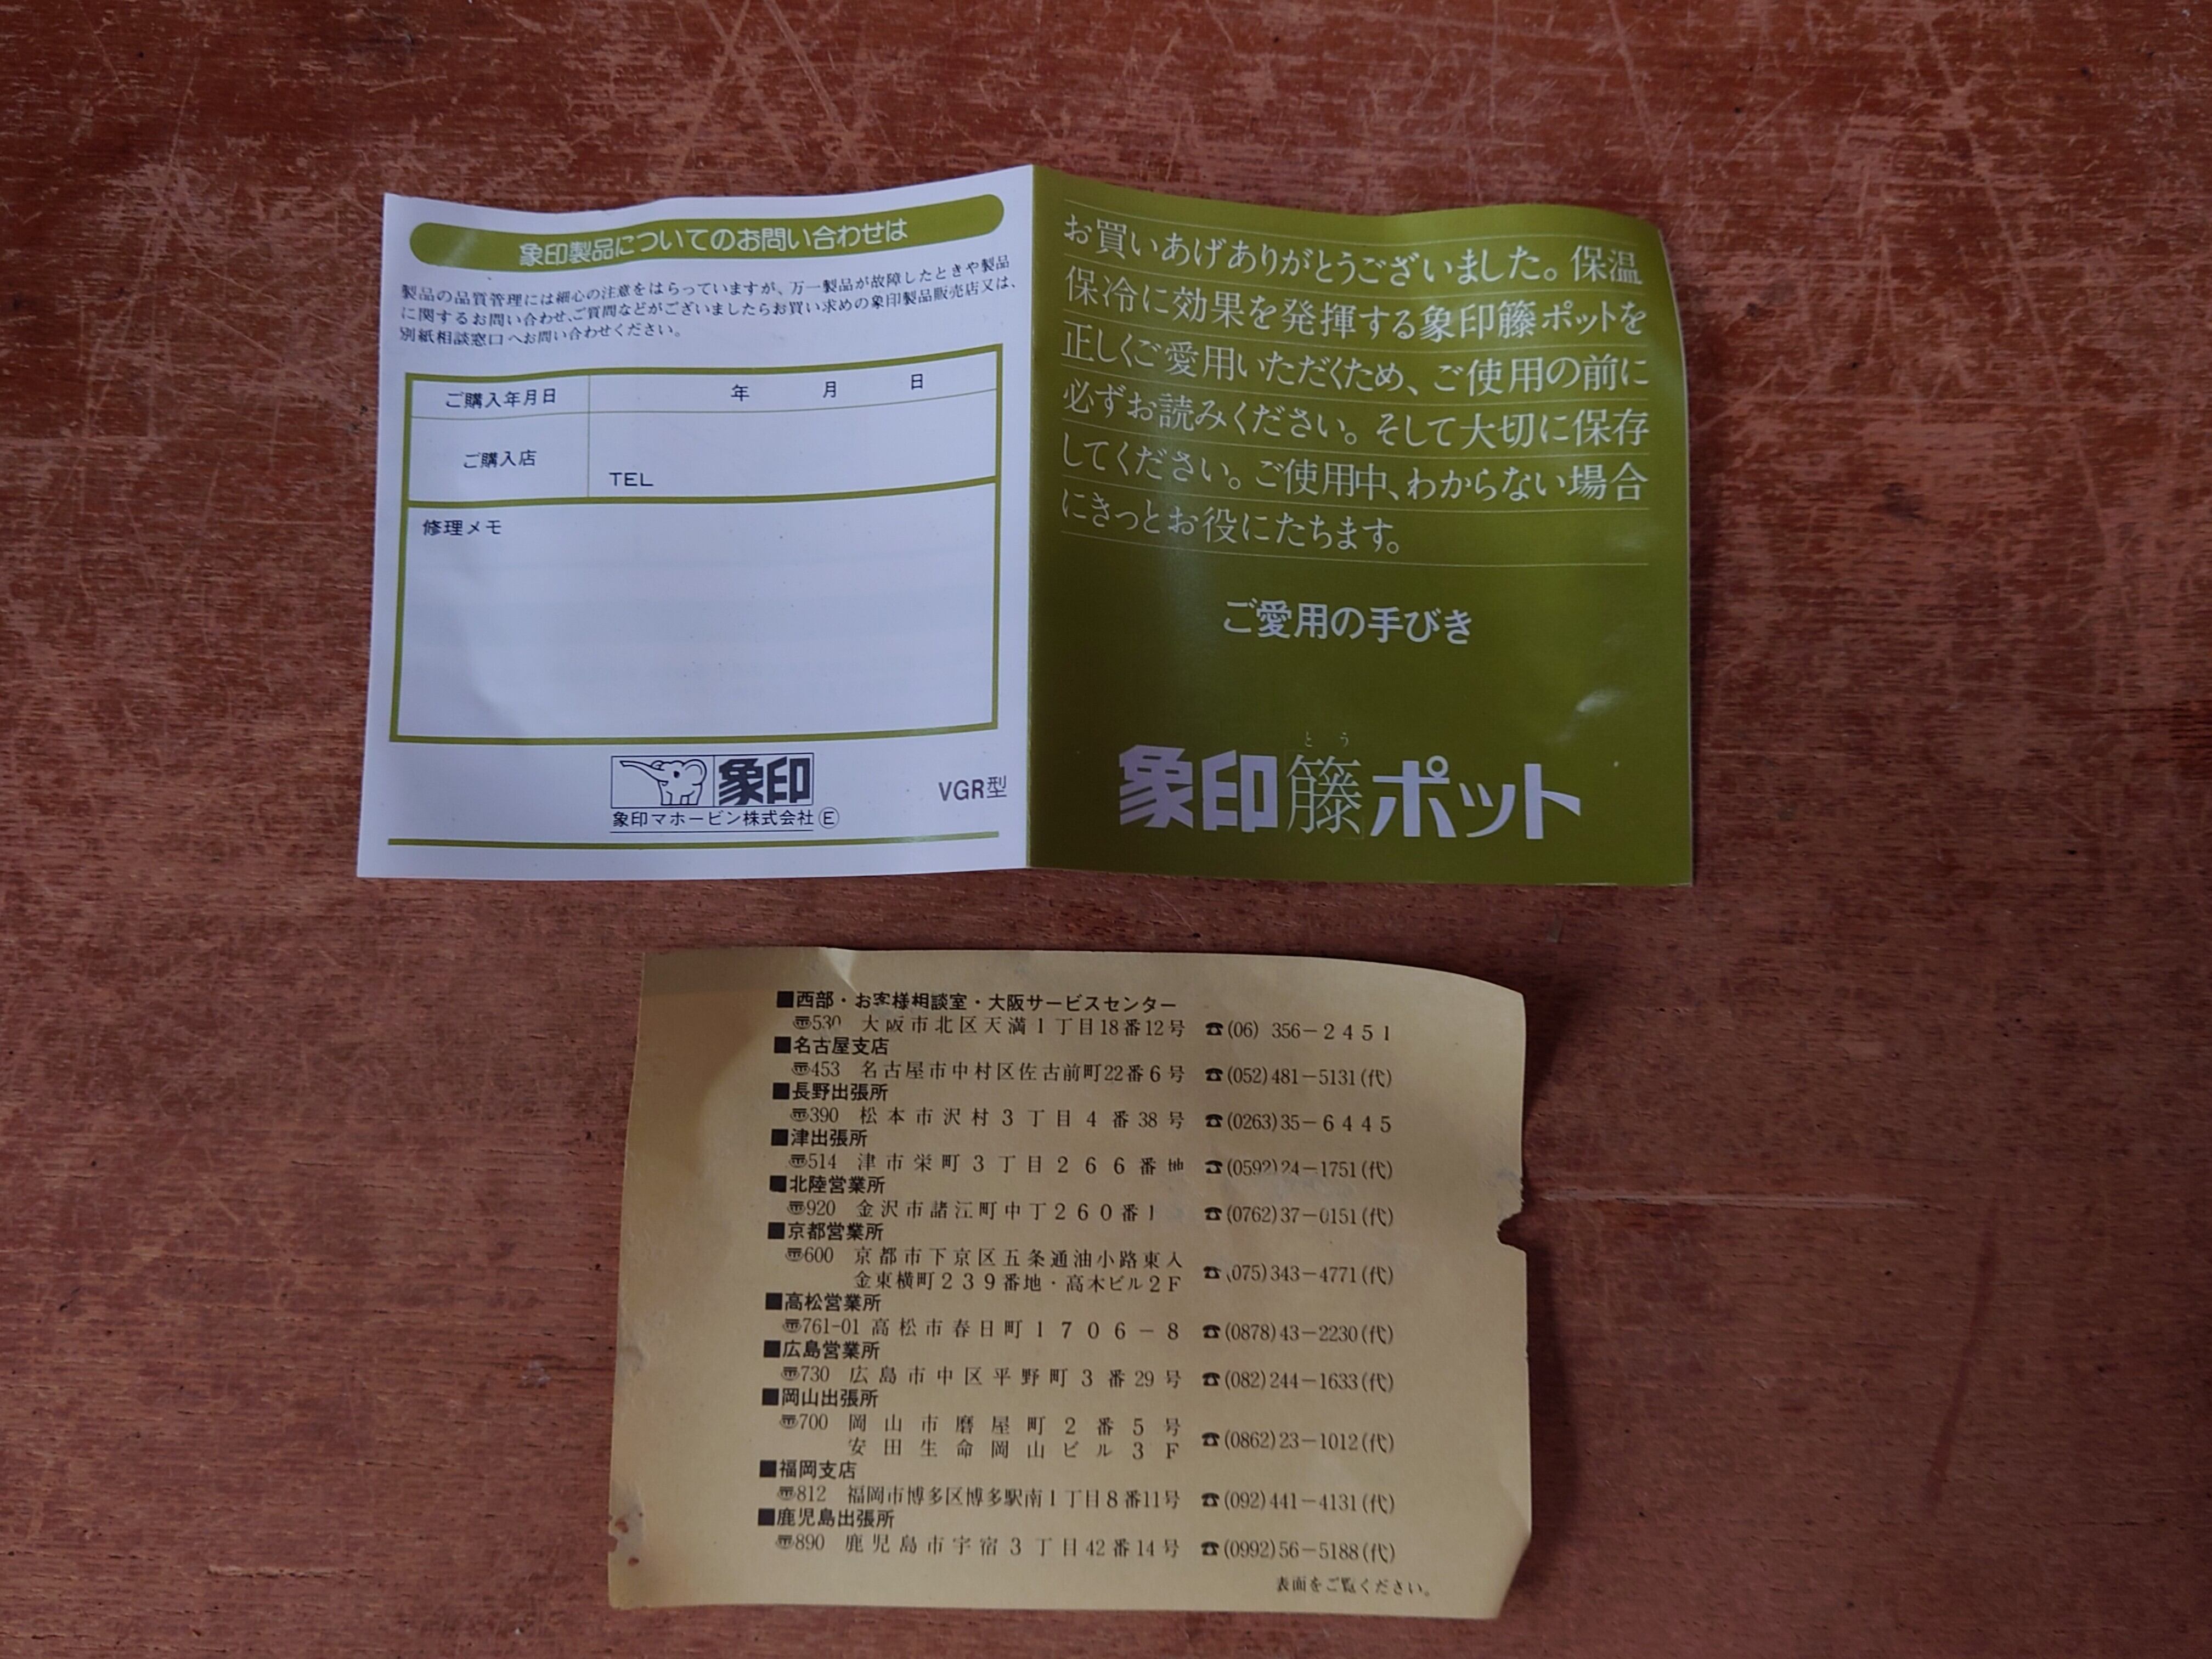 象印製品についてのお問い合わせは
製品の品質管理には細心の注意をはらっていますが、万一製品が故障したときや製品
に関するお問い合わせ、ご質問などがございましたらお買い求めの象印製品販売店又は、
別紙相談窓口へお問い合わせください。
ご購入年月日 年 月 日
ご購入店
TEL
修理メモ
象印
象印マホービン株式会社Ⓔ
VGR型
お買いあげありがとうございました。保温
保冷に効果を発揮する象印籐ポットを
正しくご愛用いただくため、ご使用の前に
必ずお読みください。そして大切に保存
してください。ご使用中、わからない場合
にきっとお役にたちます。
ご愛用の手びき
とう
象印籐ポット
■西部・お客様相談室・大阪サービスセンター
〠530 大阪市北区天満1丁目18番12号 ☎(06) 356－2451
■名古屋支店
〠453 名古屋市中村区佐古前町22番6号 ☎(052)481－5131(代)
■長野出張所
〠390 松本市沢村3丁目4番38号 ☎(0263)35－6445
■津出張所
〠514 津市栄町3丁目266番地 ☎(0592)24－1751(代)
■北陸営業所
〠920 金沢市諸江町中丁260番1 ☎(0762)37－0151(代)
■京都営業所
〠600 京都市下京区五条通油小路東入
金東横町239番地・高木ビル2F ☎(075)343－4771(代)
■高松営業所
〠761-01 高松市春日町1706－8 ☎(0878)43－2230(代)
■広島営業所
〠730 広島市中区平野町3番29号 ☎(082)244－1633(代)
■岡山出張所
〠700 岡山市磨屋町2番5号
安田生命岡山ビル3F ☎(0862)23－1012(代)
■福岡支店
〠812 福岡市博多区博多駅南1丁目8番11号 ☎(092)441－4131(代)
■鹿児島出張所
〠890 鹿児島市宇宿3丁目42番14号 ☎(0992)56－5188(代)
表面をご覧ください。